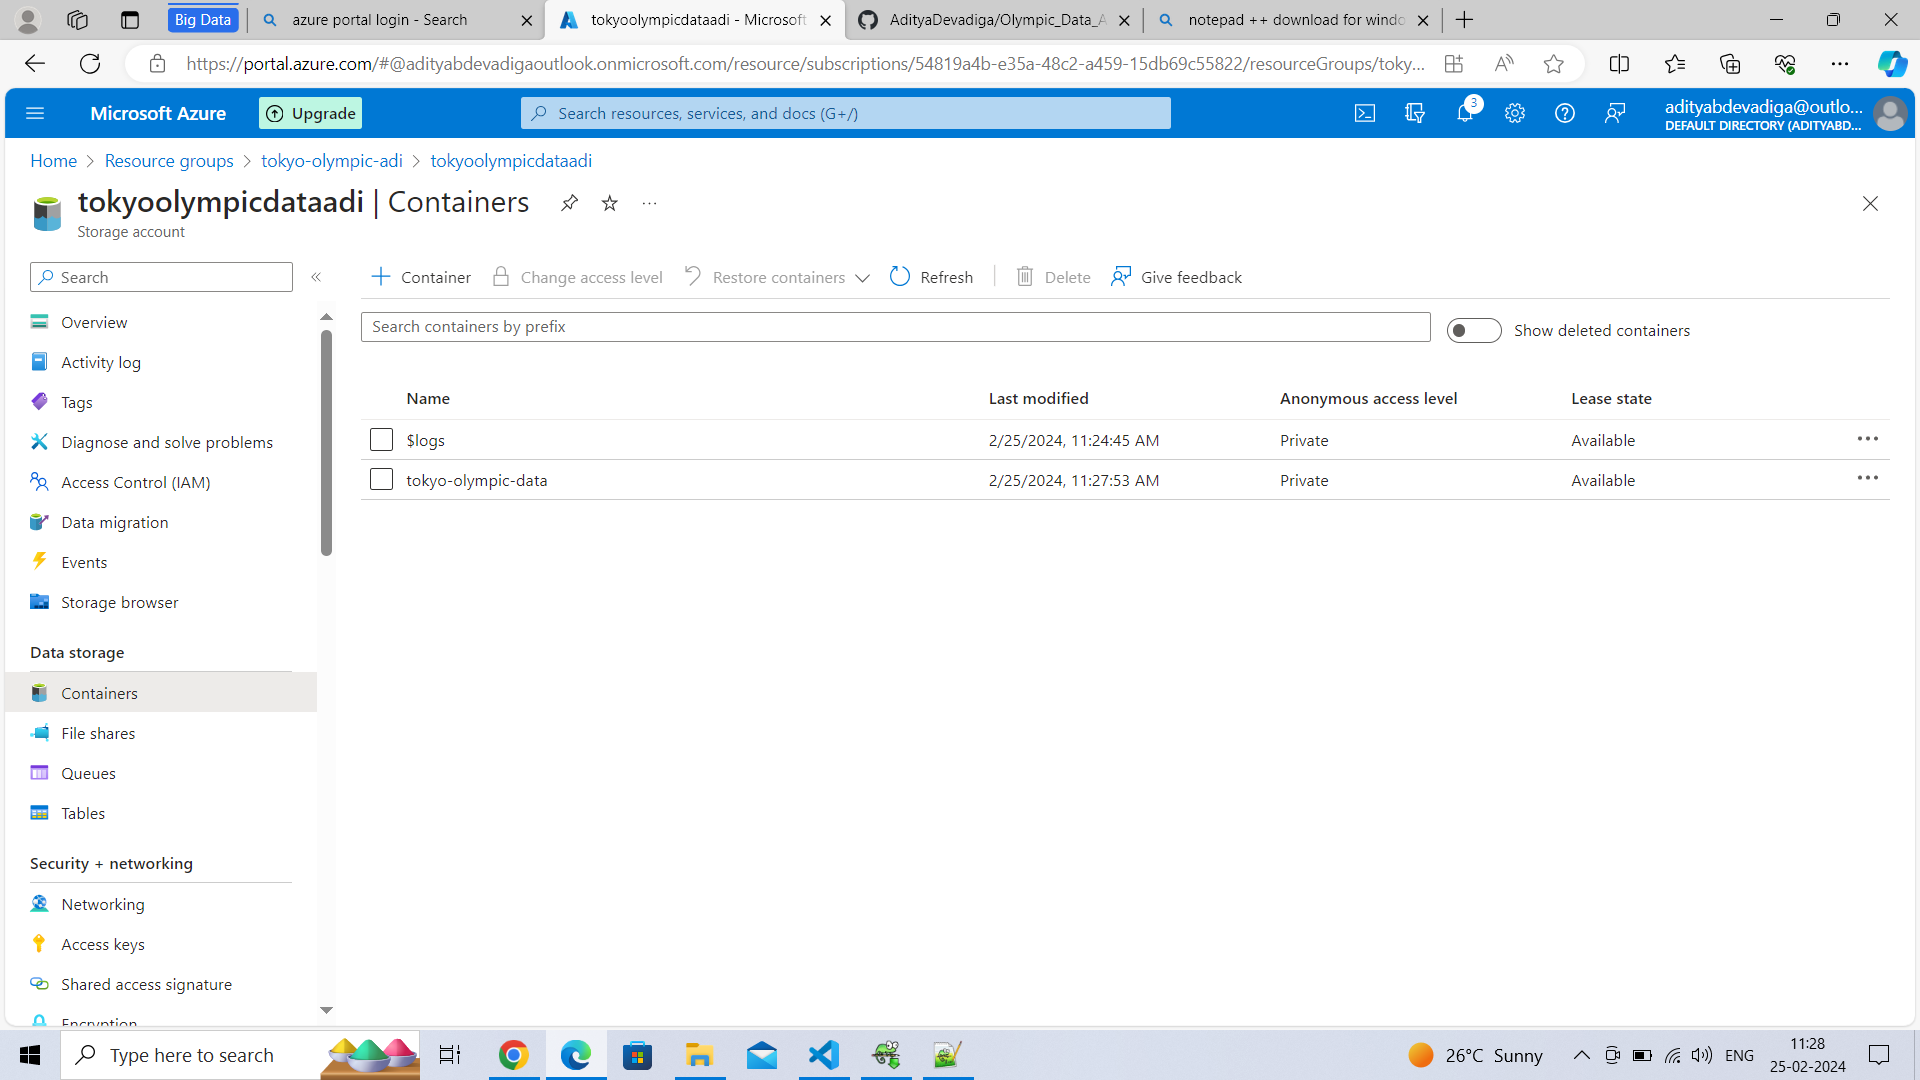 Big Data
azure portal login - Search
tokyoolympicdataadi - Microsoft
AdityaDevadiga/Olympic_Data_A
notepad ++ download for windo
https://portal.azure.com/#@adityabdevadigaoutlook.onmicrosoft.com/resource/subscriptions/54819a4b-e35a-48c2-a459-15db69c55822/resourceGroups/toky...
Microsoft Azure
Upgrade
Search resources, services, and docs (G+/)
3
adityabdevadiga@outlo...
DEFAULT DIRECTORY (ADITYABD...
Home > Resource groups > tokyo-olympic-adi > tokyoolympicdataadi
tokyoolympicdataadi | Containers
Storage account
Search
Container
Change access level
Restore containers
Refresh
Delete
Give feedback
Search containers by prefix
Show deleted containers
Name Last modified Anonymous access level Lease state
$logs 2/25/2024, 11:24:45 AM Private Available
tokyo-olympic-data 2/25/2024, 11:27:53 AM Private Available
Overview
Activity log
Tags
Diagnose and solve problems
Access Control (IAM)
Data migration
Events
Storage browser
Data storage
Containers
File shares
Queues
Tables
Security + networking
Networking
Access keys
Shared access signature
Encryption
Type here to search
26°C Sunny
ENG
11:28
25-02-2024